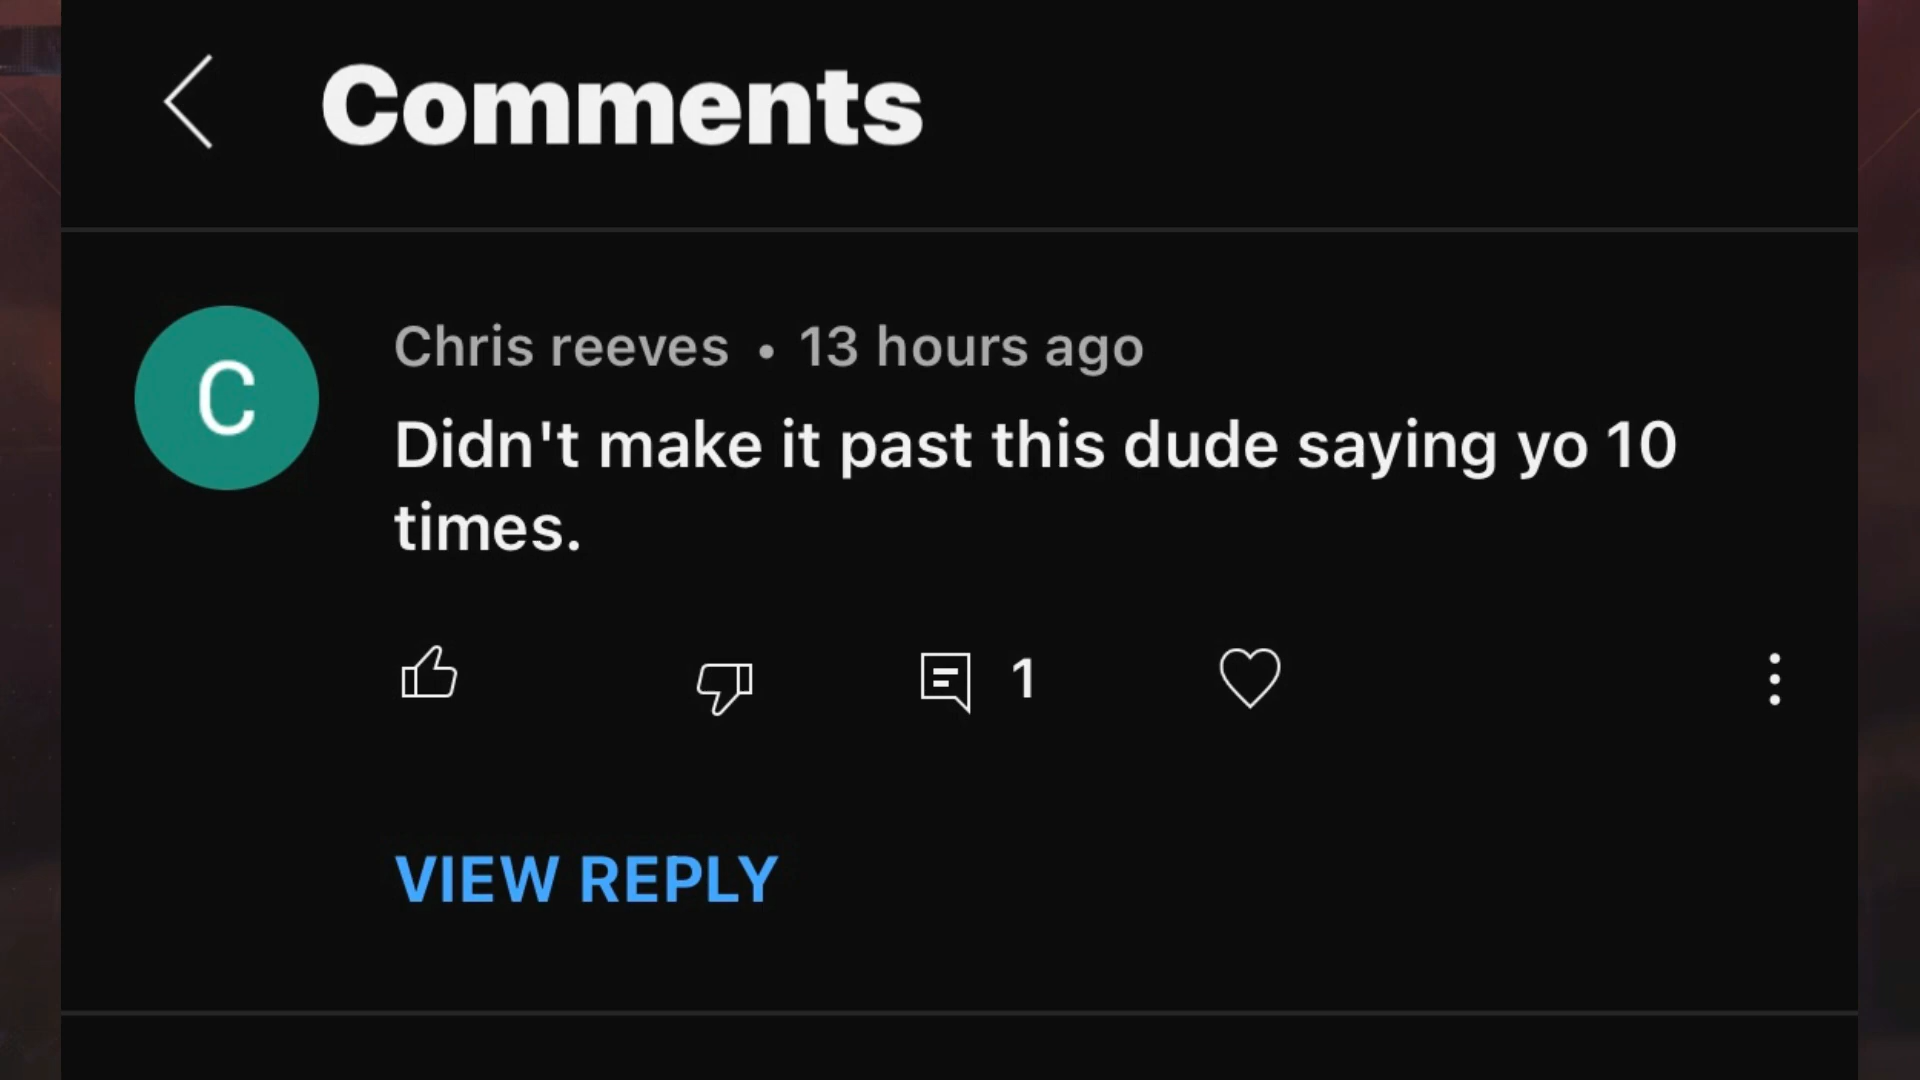 Comments
Chris reeves • 13 hours ago
Didn't make it past this dude saying yo 10
times.
1
VIEW REPLY